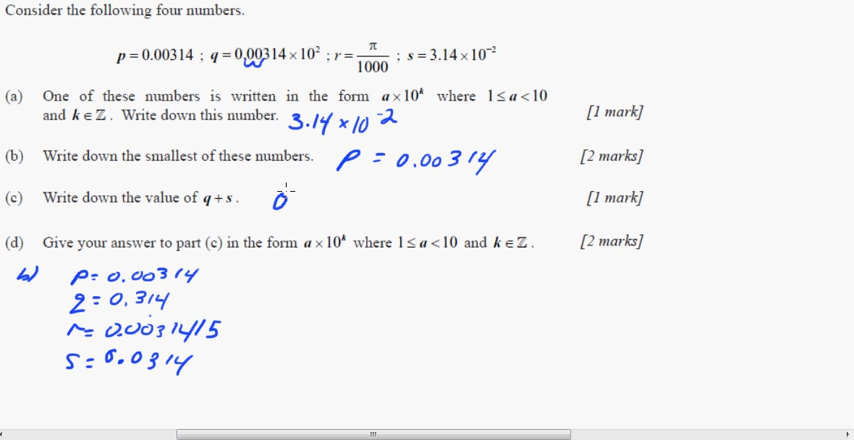 Consider the following four numbers.
p = 0.00314 ; q = 0.00314 × 10² ; r = π/1000 ; s = 3.14 × 10⁻²
(a) One of these numbers is written in the form a × 10ᵏ where 1 ≤ a < 10
and k ∈ ℤ. Write down this number. 3.14 × 10⁻² [1 mark]
(b) Write down the smallest of these numbers. P = 0.00314 [2 marks]
(c) Write down the value of q + s. 0 [1 mark]
(d) Give your answer to part (c) in the form a × 10ᵏ where 1 ≤ a < 10 and k ∈ ℤ. [2 marks]
b) p = 0.00314
q = 0.314
r = 0.0031415
s = 0.0314